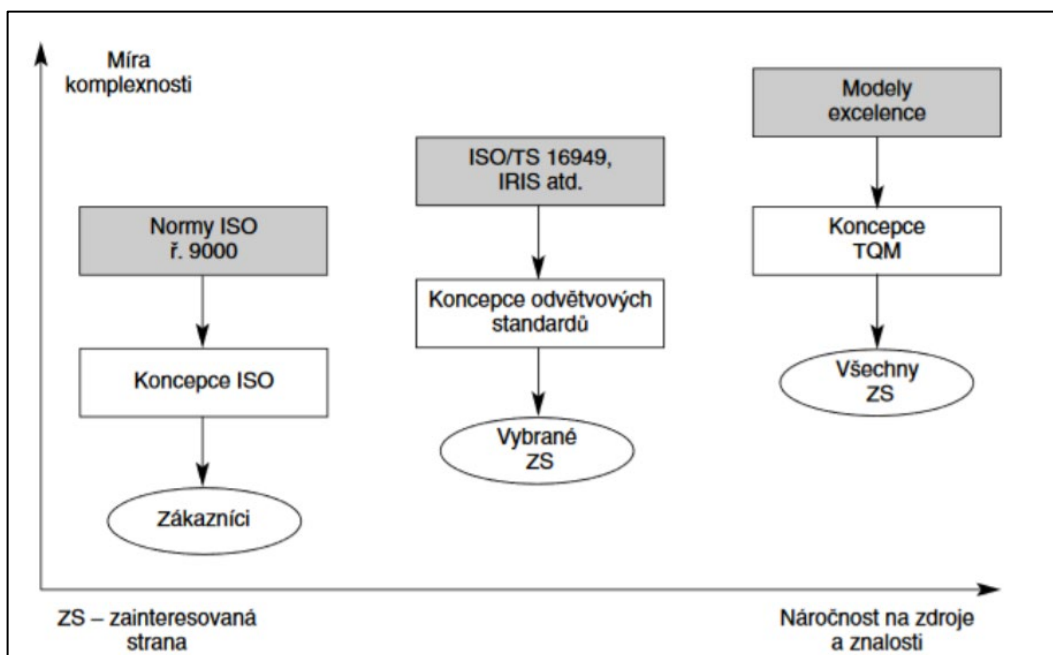 Míra
komplexnosti
Modely
excelence
ISO/TS 16949,
IRIS atd.
Normy ISO
ř. 9000
Koncepce
TQM
Koncepce odvětvových
standardů
Koncepce ISO
Všechny
ZS
Vybrané
ZS
Zákazníci
ZS – zainteresovaná
strana
Náročnost na zdroje
a znalosti